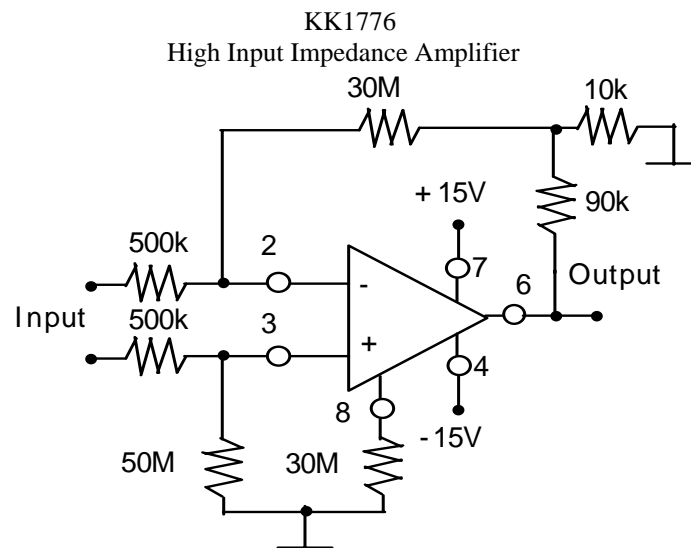 KK1776
High Input Impedance Amplifier
30M
10k
+ 15V
90k
500k
2
7
6
Output
-
Input
500k
3
+
4
8
- 15V
50M
30M